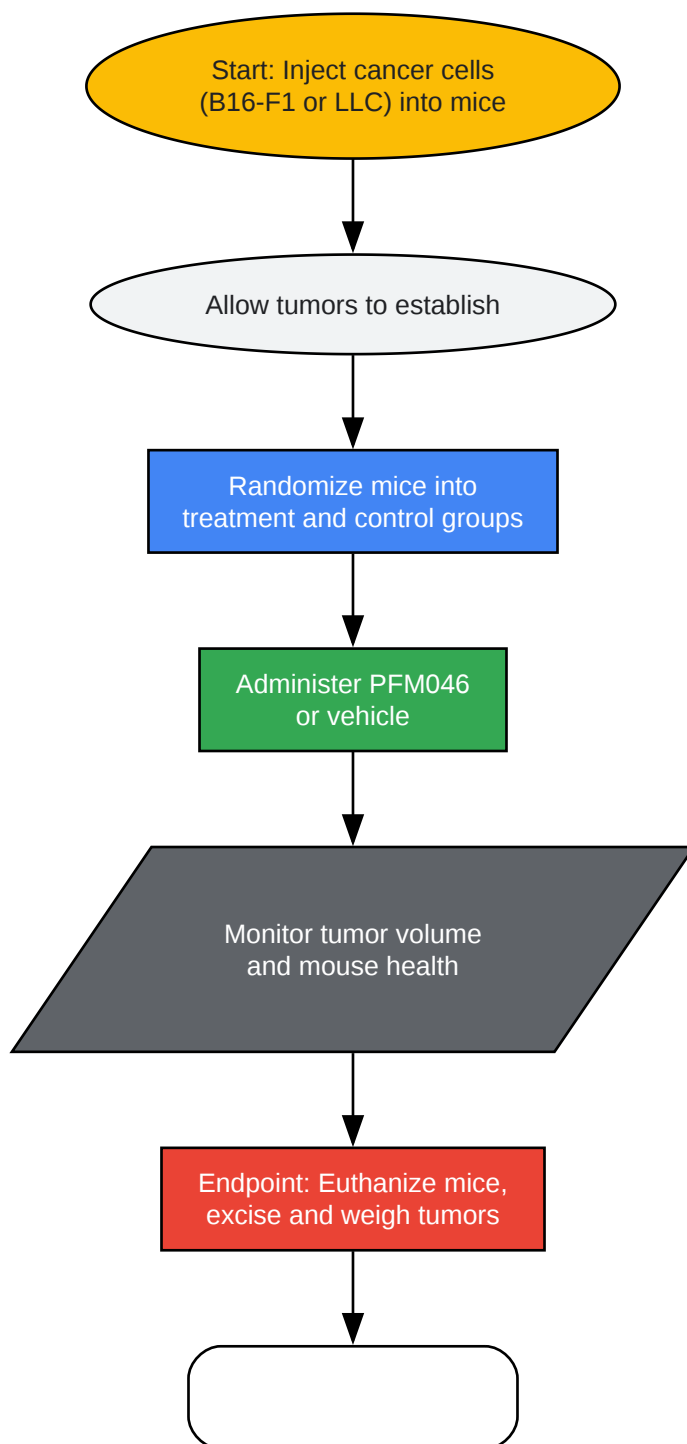 Start: Inject cancer cells
(B16-F1 or LLC) into mice
Allow tumors to establish
Randomize mice into
treatment and control groups
Administer PFM046
or vehicle
Monitor tumor volume
and mouse health
Endpoint: Euthanize mice,
excise and weigh tumors